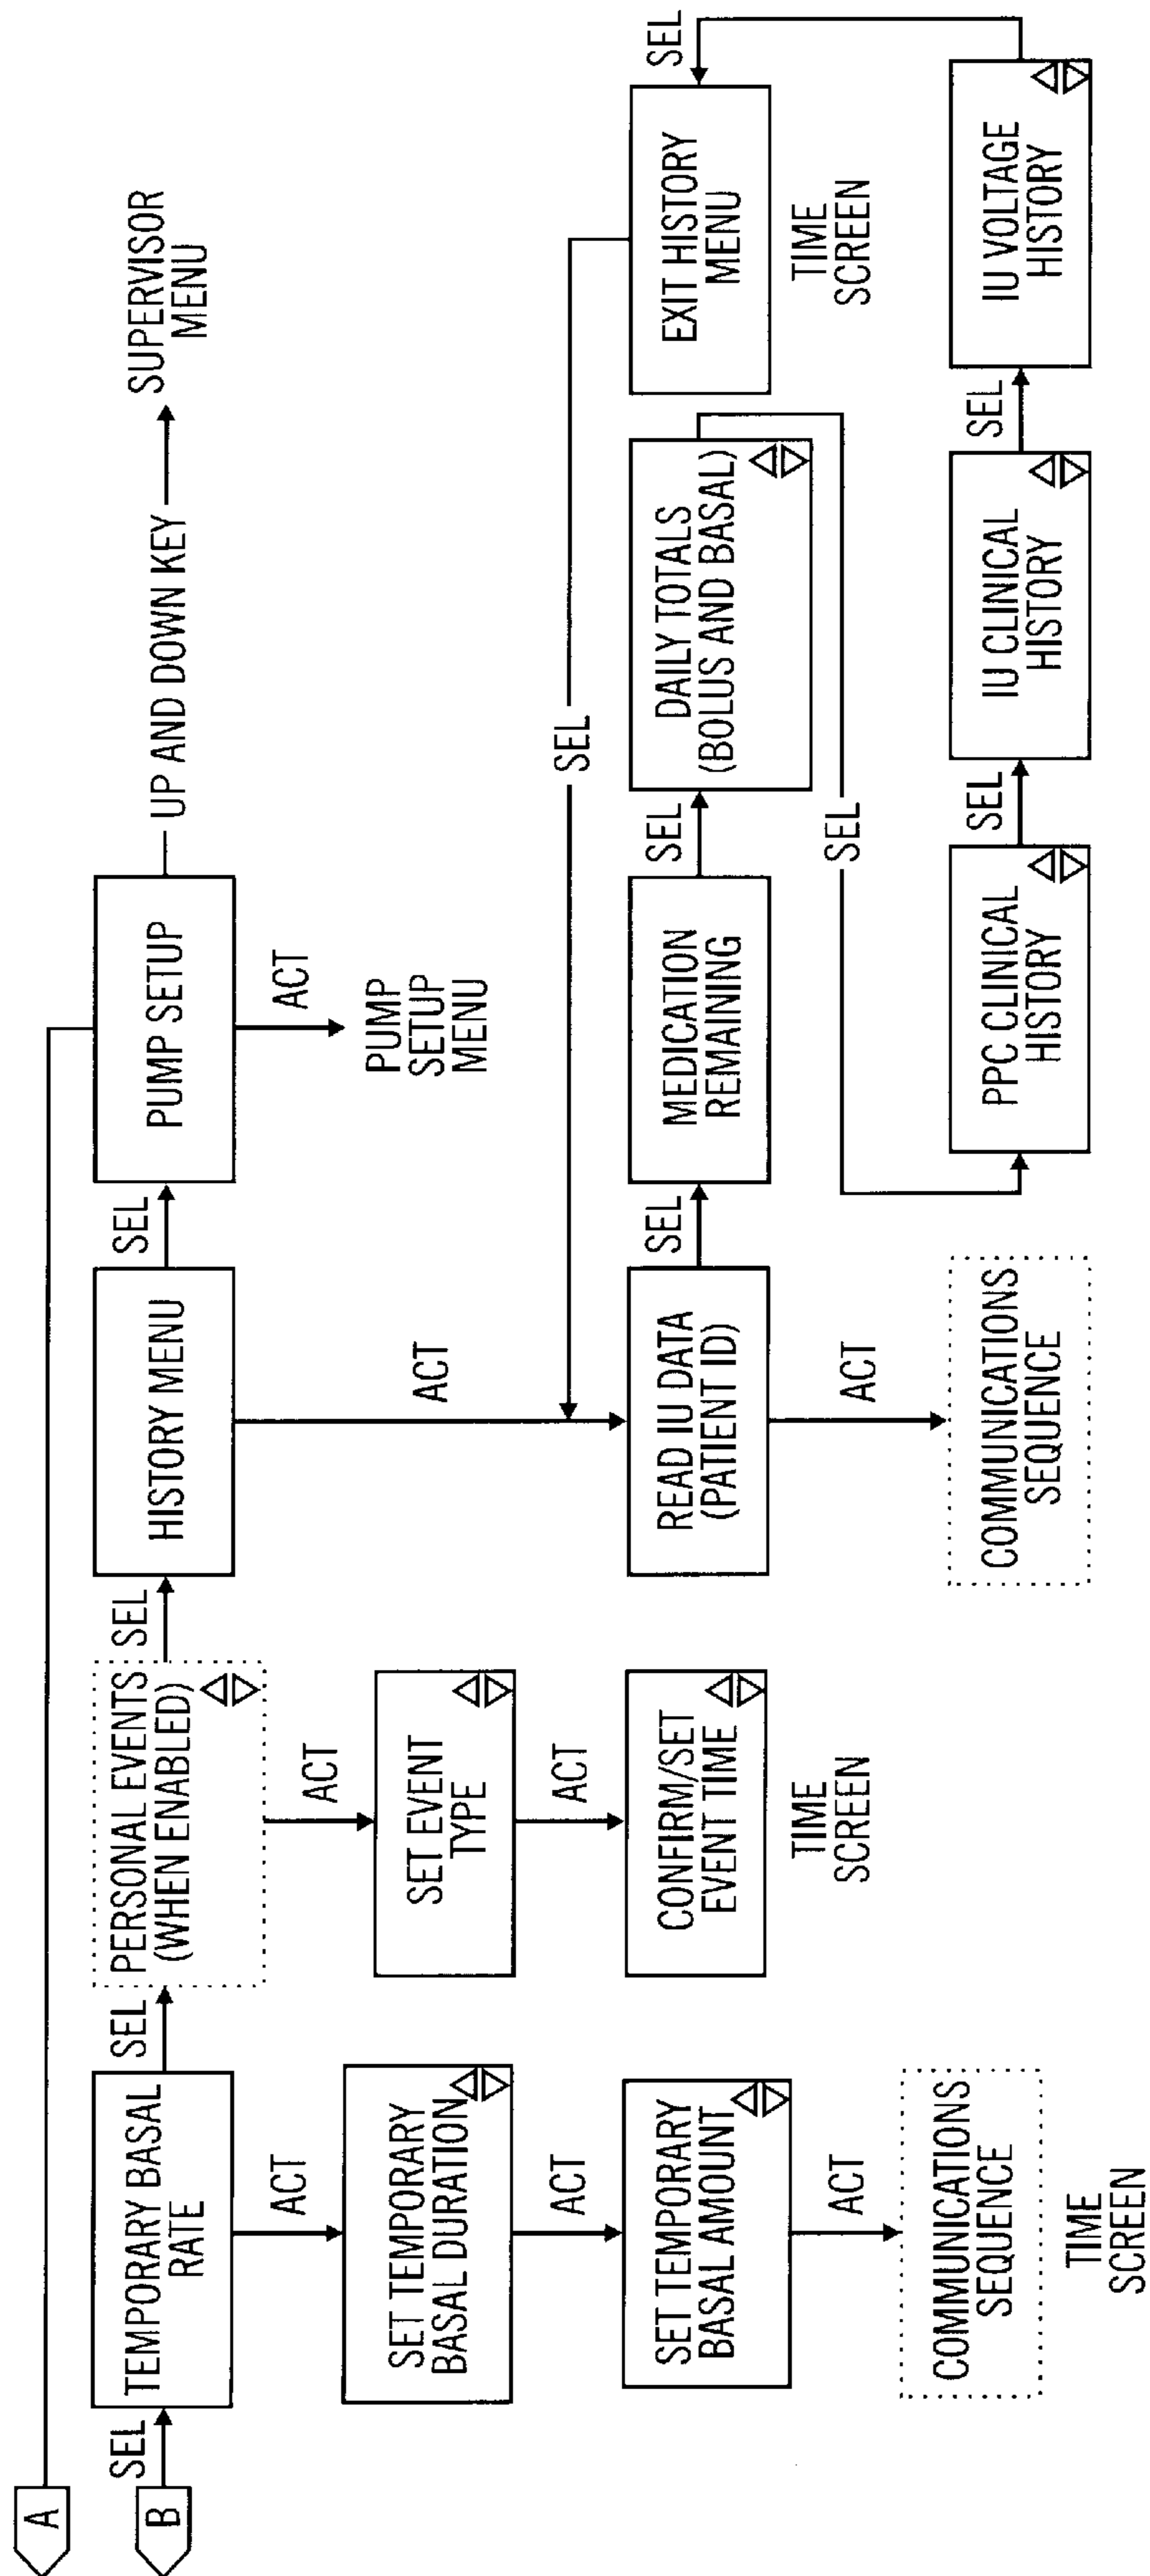 A
B
SEL
TEMPORARY BASAL
RATE
SEL
PERSONAL EVENTS
(WHEN ENABLED)
SEL
HISTORY MENU
SEL
PUMP SETUP
UP AND DOWN KEY
SUPERVISOR
MENU
ACT
SET TEMPORARY
BASAL DURATION
ACT
SET TEMPORARY
BASAL AMOUNT
ACT
COMMUNICATIONS
SEQUENCE
TIME
SCREEN
ACT
SET EVENT
TYPE
ACT
CONFIRM/SET
EVENT TIME
TIME
SCREEN
ACT
ACT
PUMP
SETUP
MENU
SEL
READ IU DATA
(PATIENT ID)
SEL
MEDICATION
REMAINING
SEL
DAILY TOTALS
(BOLUS AND BASAL)
EXIT HISTORY
MENU
SEL
TIME
SCREEN
ACT
COMMUNICATIONS
SEQUENCE
SEL
PPC CLINICAL
HISTORY
SEL
IU CLINICAL
HISTORY
SEL
IU VOLTAGE
HISTORY